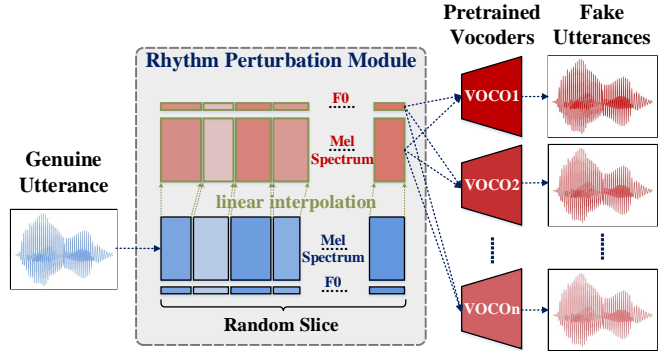 Pretrained
Vocoders
Fake
Utterances
Rhythm Perturbation Module
F0
Mel
Spectrum
VOCO1
Genuine
Utterance
linear interpolation
VOCO2
Mel
Spectrum
F0
VOCOn
Random Slice